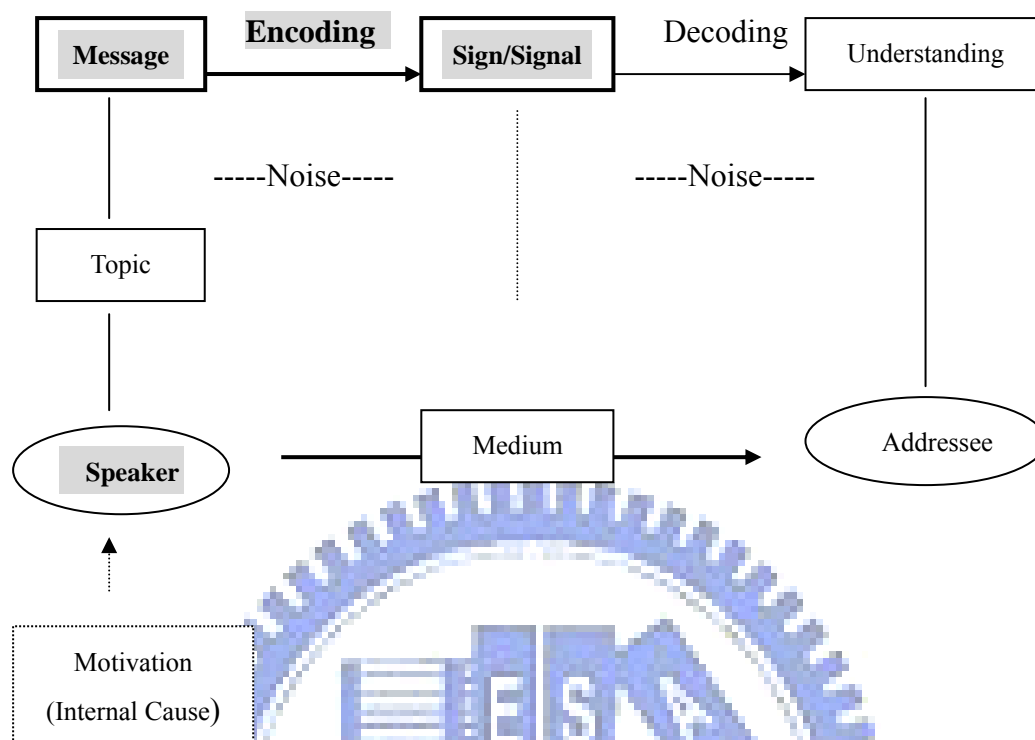 Encoding
Decoding
Message
Sign/Signal
Understanding
-----Noise-----
-----Noise-----
Topic
Speaker
Medium
Addressee
Motivation
(Internal Cause)
E S A